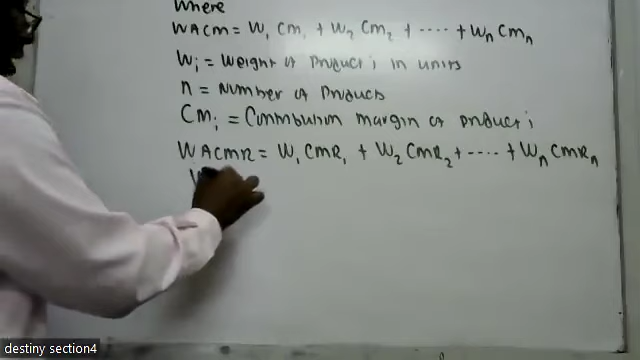 Where
WACM = W₁ CM₁ + W₂ CM₂ + ---- + Wn CMn
Wi = Weight of Product i in units
n = Number of Products
CMi = Contribution margin of product i
WACMR = W₁ CMR₁ + W₂ CMR₂ + ---- + Wn CMRn
W
destiny section4